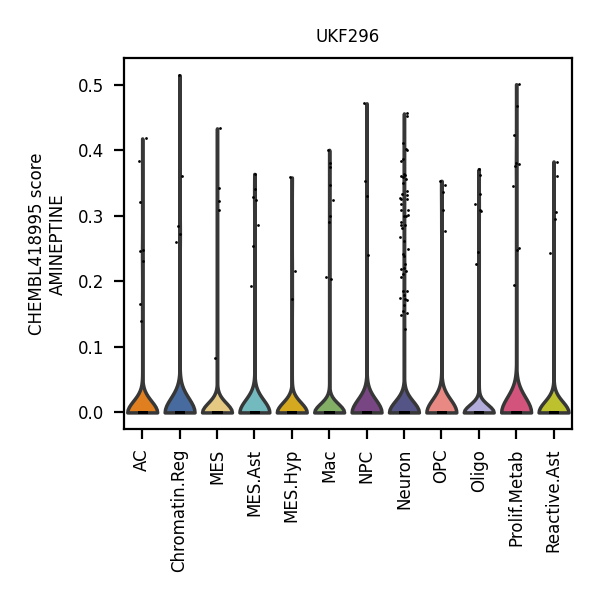 UKF296
CHEMBL418995 score
AMINEPTINE
0.5
0.4
0.3
0.2
0.1
0.0
AC
Chromatin.Reg
MES
MES.Ast
MES.Hyp
Mac
NPC
Neuron
OPC
Oligo
Prolif.Metab
Reactive.Ast